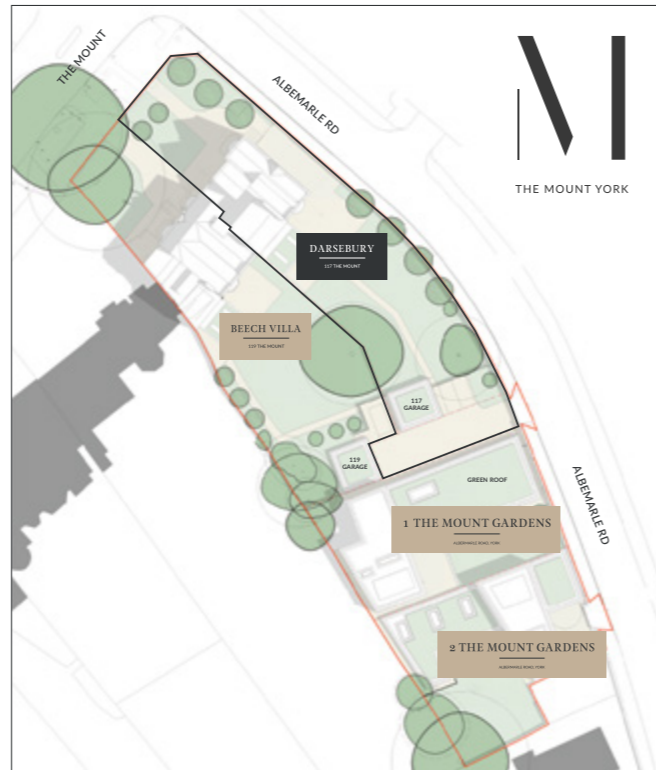 THE MOUNT
ALBEMARLE RD
M
THE MOUNT YORK
DARSEBURY
117 THE MOUNT
BEECH VILLA
119 THE MOUNT
117
GARAGE
119
GARAGE
GREEN ROOF
1 THE MOUNT GARDENS
ALBEMARLE ROAD, YORK
ALBEMARLE RD
2 THE MOUNT GARDENS
ALBEMARLE ROAD, YORK